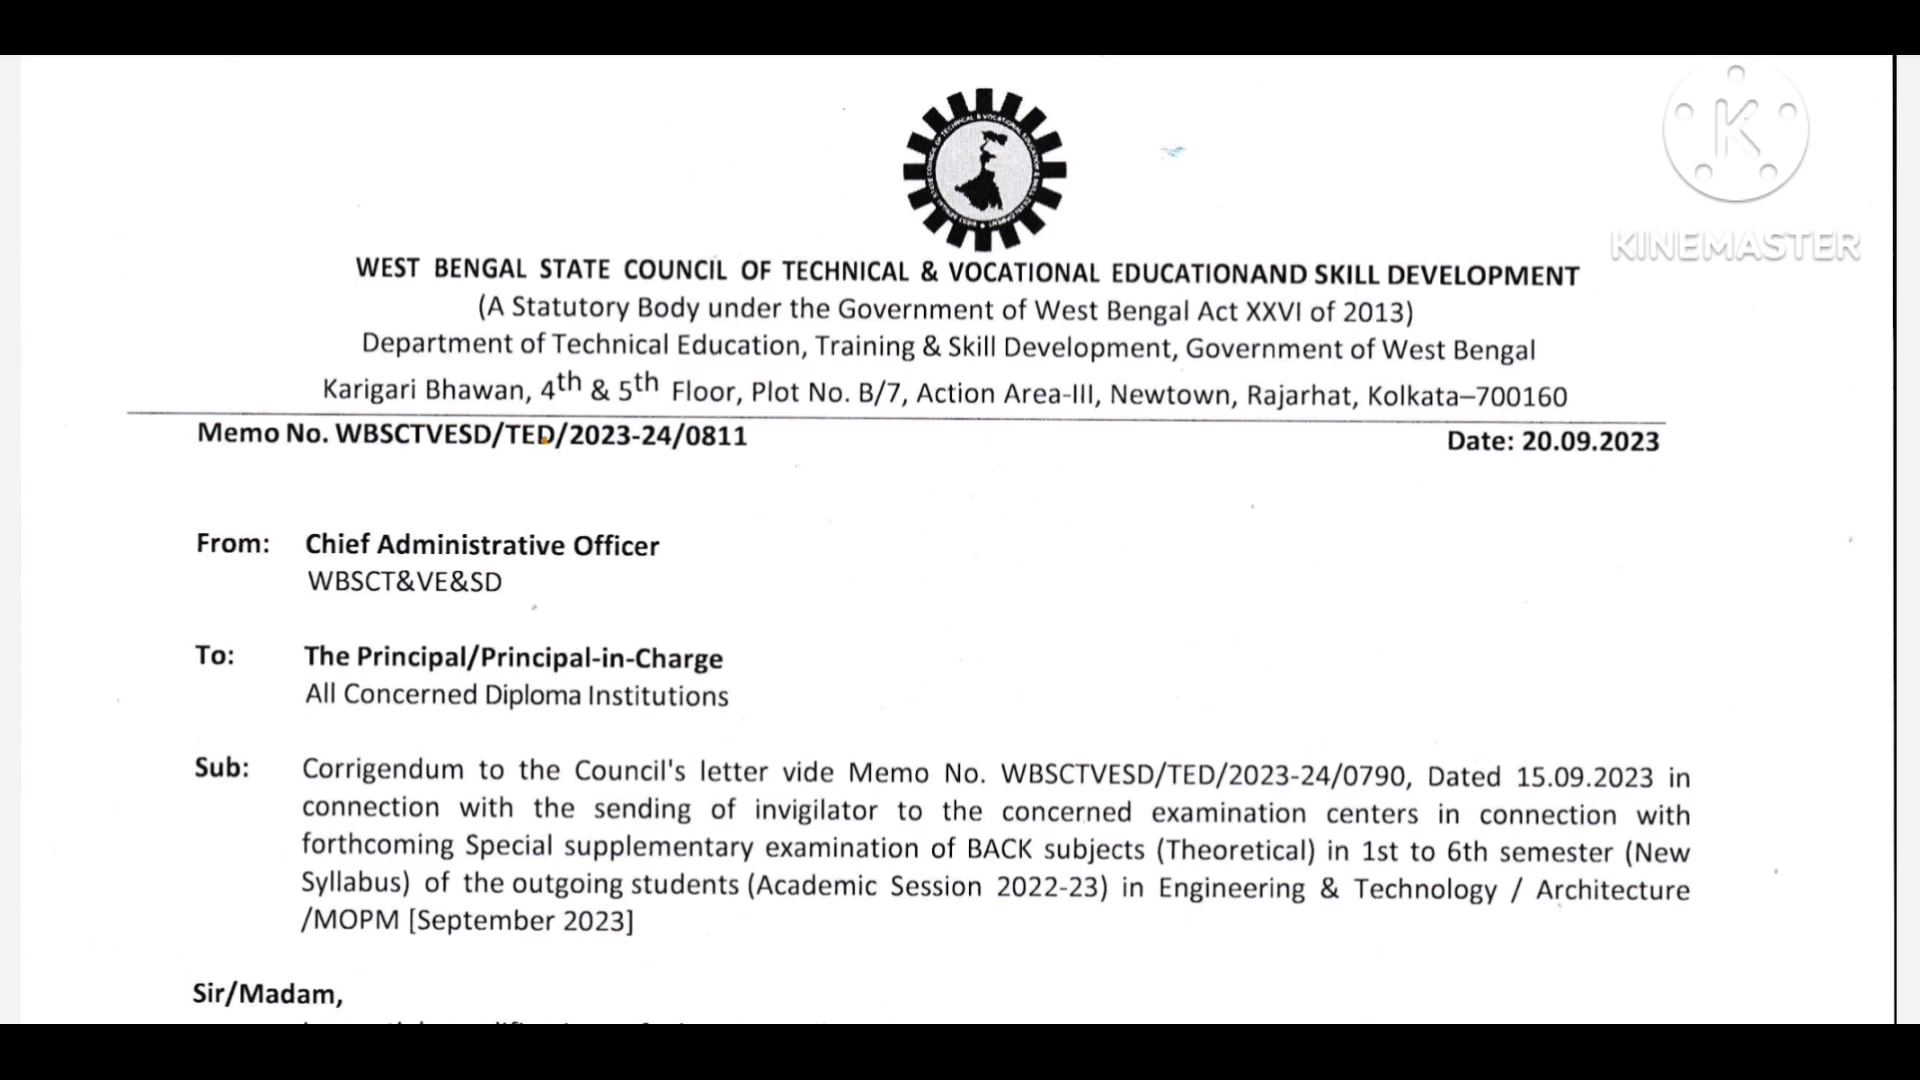 KINEMASTER
WEST BENGAL STATE COUNCIL OF TECHNICAL & VOCATIONAL EDUCATIONAND SKILL DEVELOPMENT
(A Statutory Body under the Government of West Bengal Act XXVI of 2013)
Department of Technical Education, Training & Skill Development, Government of West Bengal
Karigari Bhawan, 4th & 5th Floor, Plot No. B/7, Action Area-III, Newtown, Rajarhat, Kolkata–700160
Memo No. WBSCTVESD/TED/2023-24/0811 Date: 20.09.2023
From: Chief Administrative Officer
WBSCT&VE&SD
To: The Principal/Principal-in-Charge
All Concerned Diploma Institutions
Sub: Corrigendum to the Council's letter vide Memo No. WBSCTVESD/TED/2023-24/0790, Dated 15.09.2023 in
connection with the sending of invigilator to the concerned examination centers in connection with
forthcoming Special supplementary examination of BACK subjects (Theoretical) in 1st to 6th semester (New
Syllabus) of the outgoing students (Academic Session 2022-23) in Engineering & Technology / Architecture
/MOPM [September 2023]
Sir/Madam,